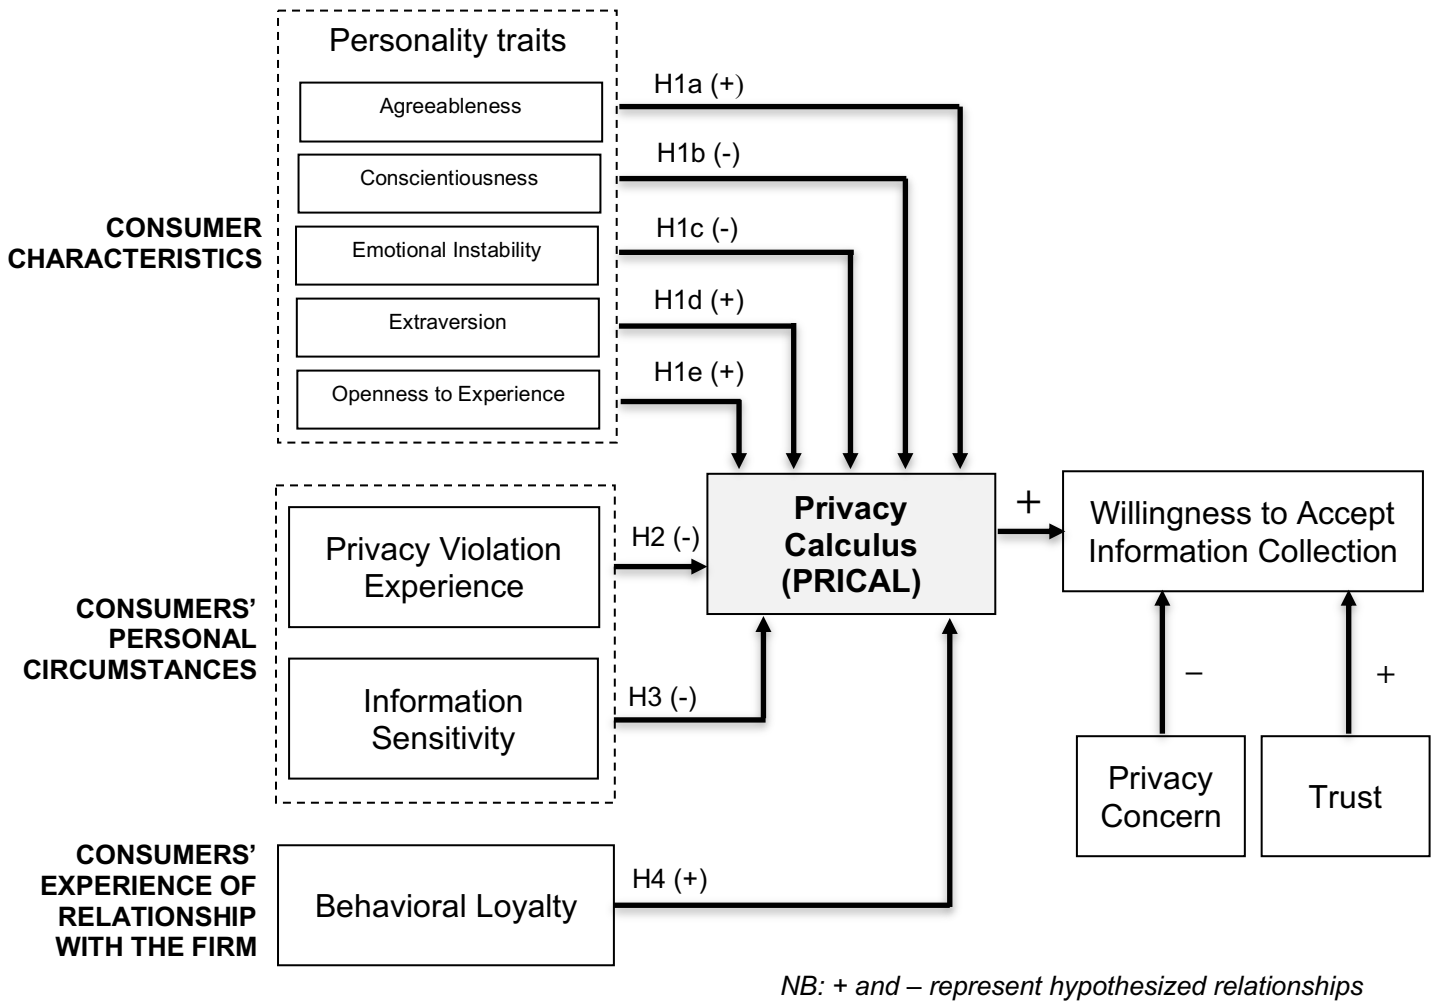 Personality traits
Agreeableness
H1a (+)
Conscientiousness
H1b (-)
CONSUMER
CHARACTERISTICS
Emotional Instability
H1c (-)
Extraversion
H1d (+)
Openness to Experience
H1e (+)
CONSUMERS’
PERSONAL
CIRCUMSTANCES
Privacy Violation
Experience
H2 (-)
Information
Sensitivity
H3 (-)
CONSUMERS’
EXPERIENCE OF
RELATIONSHIP
WITH THE FIRM
Behavioral Loyalty
H4 (+)
Privacy
Calculus
(PRICAL)
+
Willingness to Accept
Information Collection
–
+
Privacy
Concern
Trust
NB: + and – represent hypothesized relationships